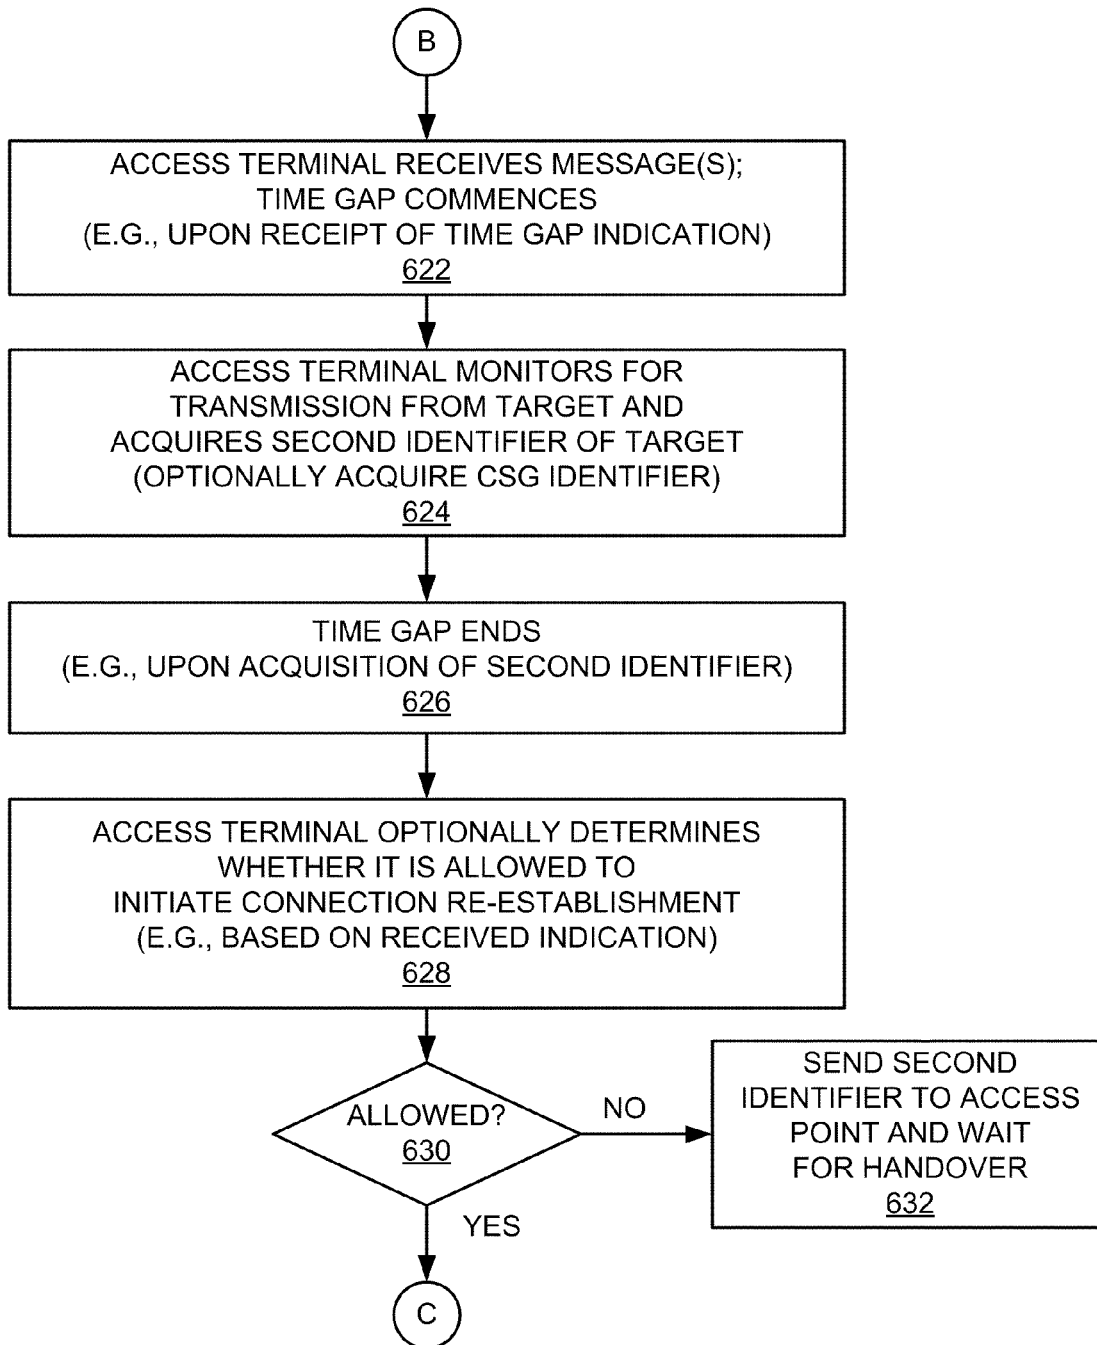 B
ACCESS TERMINAL RECEIVES MESSAGE(S);
TIME GAP COMMENCES
(E.G., UPON RECEIPT OF TIME GAP INDICATION)
622
ACCESS TERMINAL MONITORS FOR
TRANSMISSION FROM TARGET AND
ACQUIRES SECOND IDENTIFIER OF TARGET
(OPTIONALLY ACQUIRE CSG IDENTIFIER)
624
TIME GAP ENDS
(E.G., UPON ACQUISITION OF SECOND IDENTIFIER)
626
ACCESS TERMINAL OPTIONALLY DETERMINES
WHETHER IT IS ALLOWED TO
INITIATE CONNECTION RE-ESTABLISHMENT
(E.G., BASED ON RECEIVED INDICATION)
628
ALLOWED?
630
NO
SEND SECOND
IDENTIFIER TO ACCESS
POINT AND WAIT
FOR HANDOVER
632
YES
C